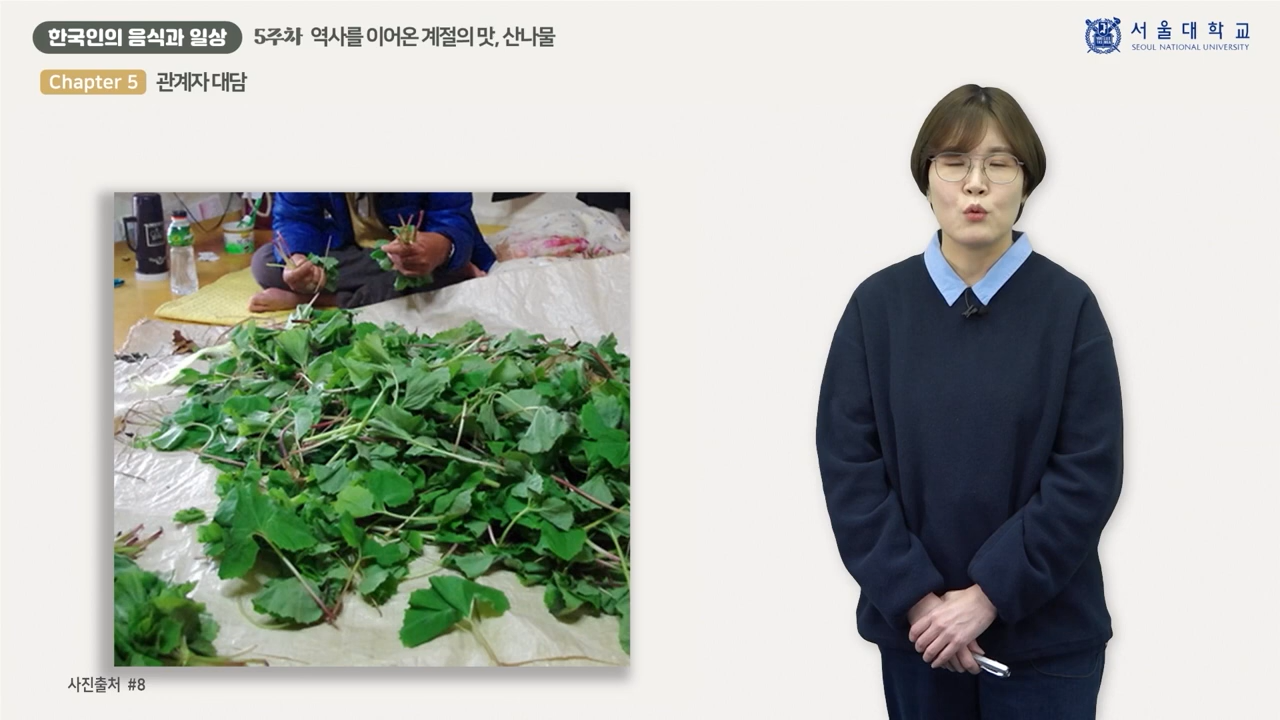 한국인의 음식과 일상 5주차 역사를 이어온 계절의 맛, 산나물
서울대학교
SEOUL NATIONAL UNIVERSITY
Chapter 5 관계자 대담
사진출처 #8